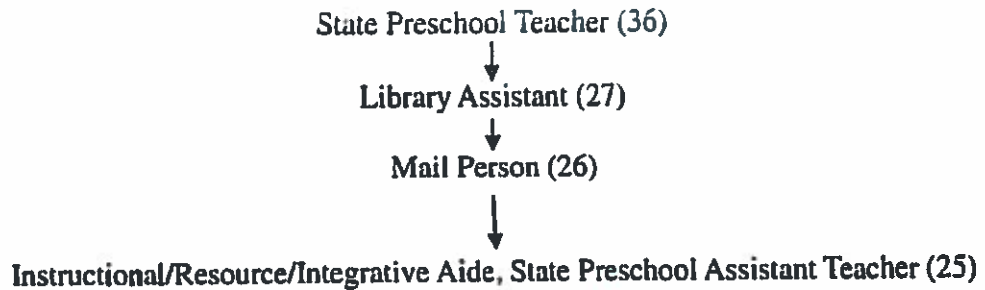 State Preschool Teacher (36)
Library Assistant (27)
Mail Person (26)
Instructional/Resource/Integrative Aide, State Preschool Assistant Teacher (25)